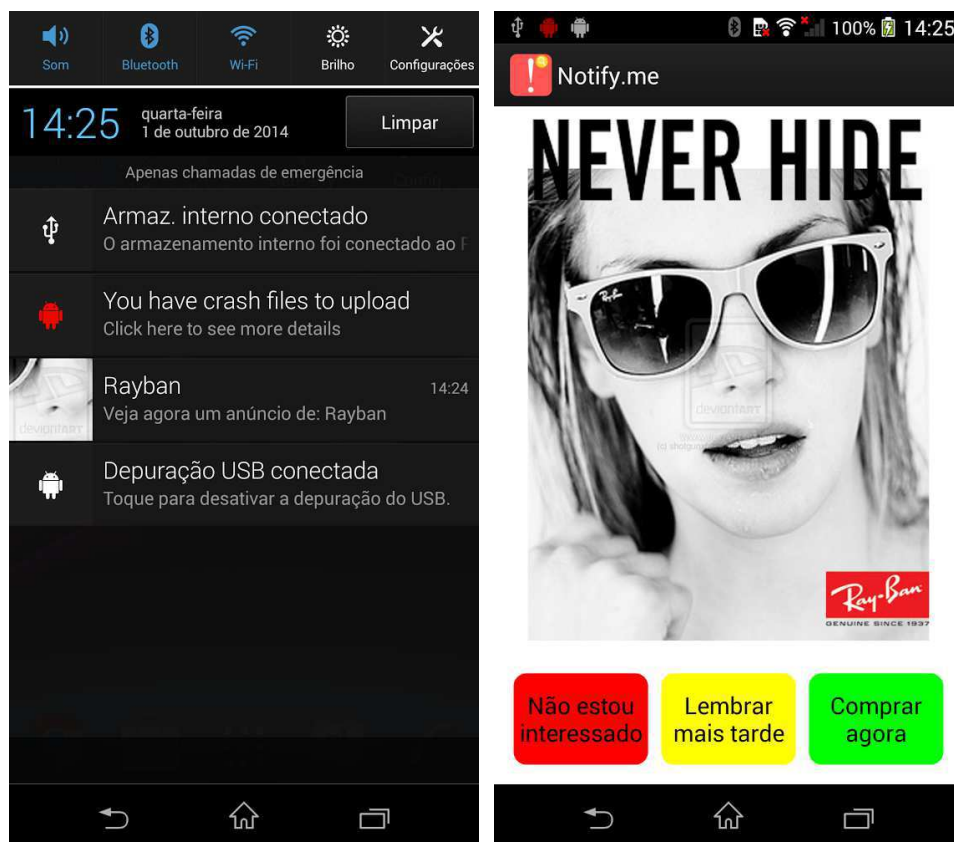 Som
Bluetooth
Wi-Fi
Brilho
Configurações
14:25
quarta-feira
1 de outubro de 2014
Limpar
Apenas chamadas de emergência
Armaz. interno conectado
O armazenamento interno foi conectado ao
You have crash files to upload
Click here to see more details
Rayban
14:24
Veja agora um anúncio de: Rayban
deviantART
Depuração USB conectada
Toque para desativar a depuração do USB.
100%
14:25
Notify.me
NEVER HIDE
Ray-Ban
deviantART
Ray-Ban
GENUINE SINCE 1937
Não estou
interessado
Lembrar
mais tarde
Comprar
agora